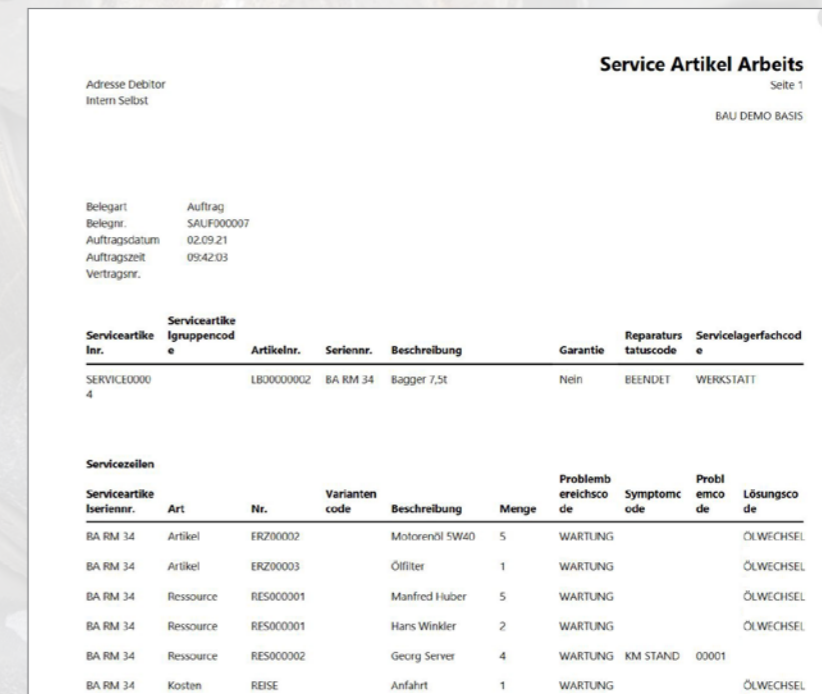 Service Artikel Arbeits
Adresse Debitor
Seite 1
Intern Selbst
BAU DEMO BASIS
Belegart Auftrag
Belegnr. SAUF000007
Auftragsdatum 02.09.21
Auftragszeit 09:42:03
Vertragsnr.
Serviceartike
Serviceartike lgruppencod Reparaturs Servicelagerfachcod
lnr. e Artikelnr. Seriennr. Beschreibung Garantie tatuscode e
SERVICE0000 LB00000002 BA RM 34 Bagger 7,5t Nein BEENDET WERKSTATT
4
Servicezeilen
Problemb Probl
Serviceartike Varianten ereichsco Symptomc emco Lösungsco
lseriennr. Art Nr. code Beschreibung Menge de ode de de
BA RM 34 Artikel ERZ00002 Motorenöl 5W40 5 WARTUNG ÖLWECHSEL
BA RM 34 Artikel ERZ00003 Ölfilter 1 WARTUNG ÖLWECHSEL
BA RM 34 Ressource RES000001 Manfred Huber 5 WARTUNG ÖLWECHSEL
BA RM 34 Ressource RES000001 Hans Winkler 2 WARTUNG ÖLWECHSEL
BA RM 34 Ressource RES000002 Georg Server 4 WARTUNG KM STAND 00001
BA RM 34 Kosten REISE Anfahrt 1 WARTUNG ÖLWECHSEL